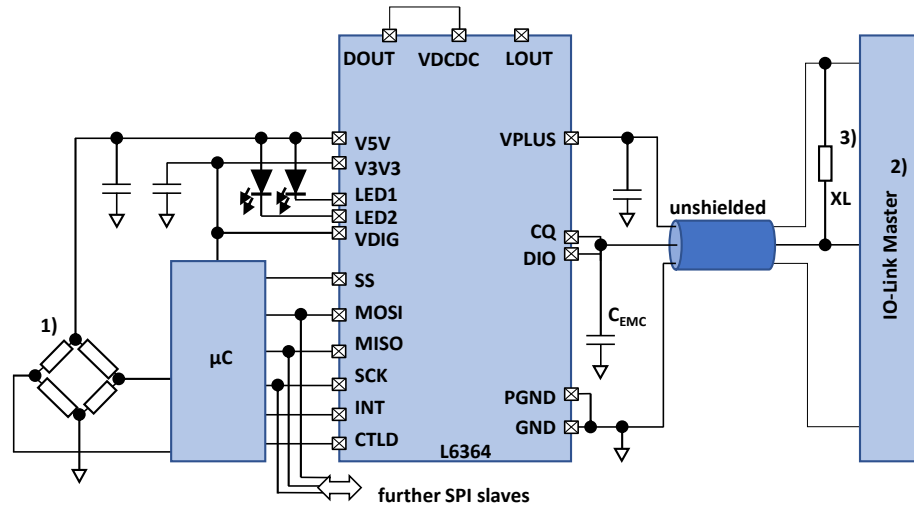 DOUT VDCDC LOUT
V5V
V3V3
LED1
LED2
VDIG
SS
MOSI
MISO
SCK
INT
CTLD
VPLUS
CQ
DIO
PGND
GND
L6364
µC
1)
C_EMC
unshielded
3)
XL
2)
IO-Link Master
further SPI slaves